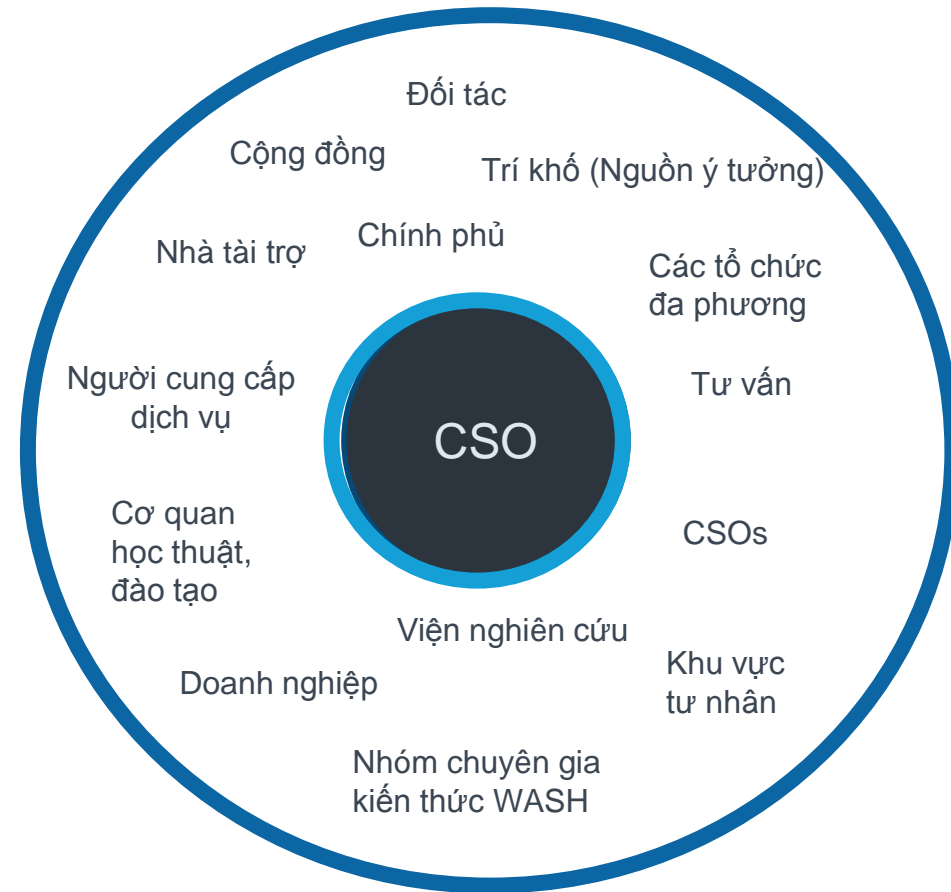 Đối tác
Cộng đồng
Trí khố (Nguồn ý tưởng)
Chính phủ
Nhà tài trợ
Các tổ chức
đa phương
Người cung cấp
dịch vụ
Tư vấn
CSO
Cơ quan
học thuật,
đào tạo
CSOs
Viện nghiên cứu
Khu vực
tư nhân
Doanh nghiệp
Nhóm chuyên gia
kiến thức WASH